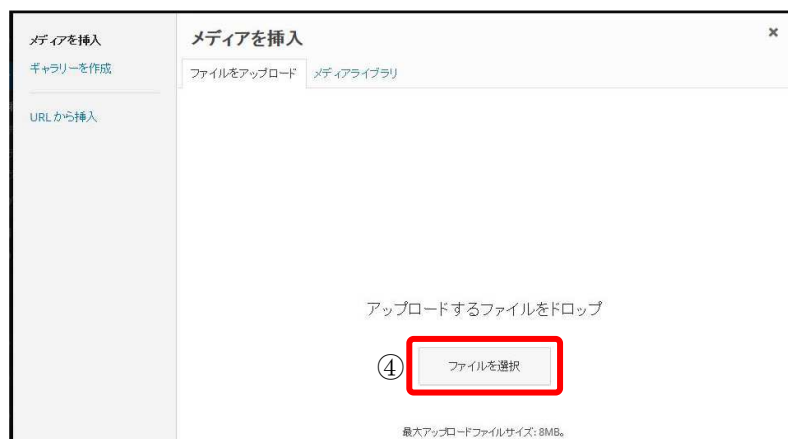 メディアを挿入
ギャラリーを作成
URLから挿入
メディアを挿入
×
ファイルをアップロード メディアライブラリ
アップロードするファイルをドロップ
④ ファイルを選択
最大アップロードファイルサイズ: 8MB。